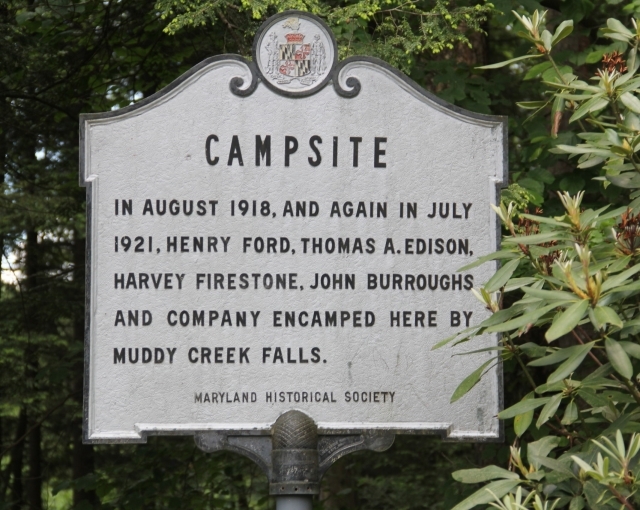 CAMPSITE
IN AUGUST 1918, AND AGAIN IN JULY
1921, HENRY FORD, THOMAS A. EDISON,
HARVEY FIRESTONE, JOHN BURROUGHS
AND COMPANY ENCAMPED HERE BY
MUDDY CREEK FALLS.
MARYLAND HISTORICAL SOCIETY